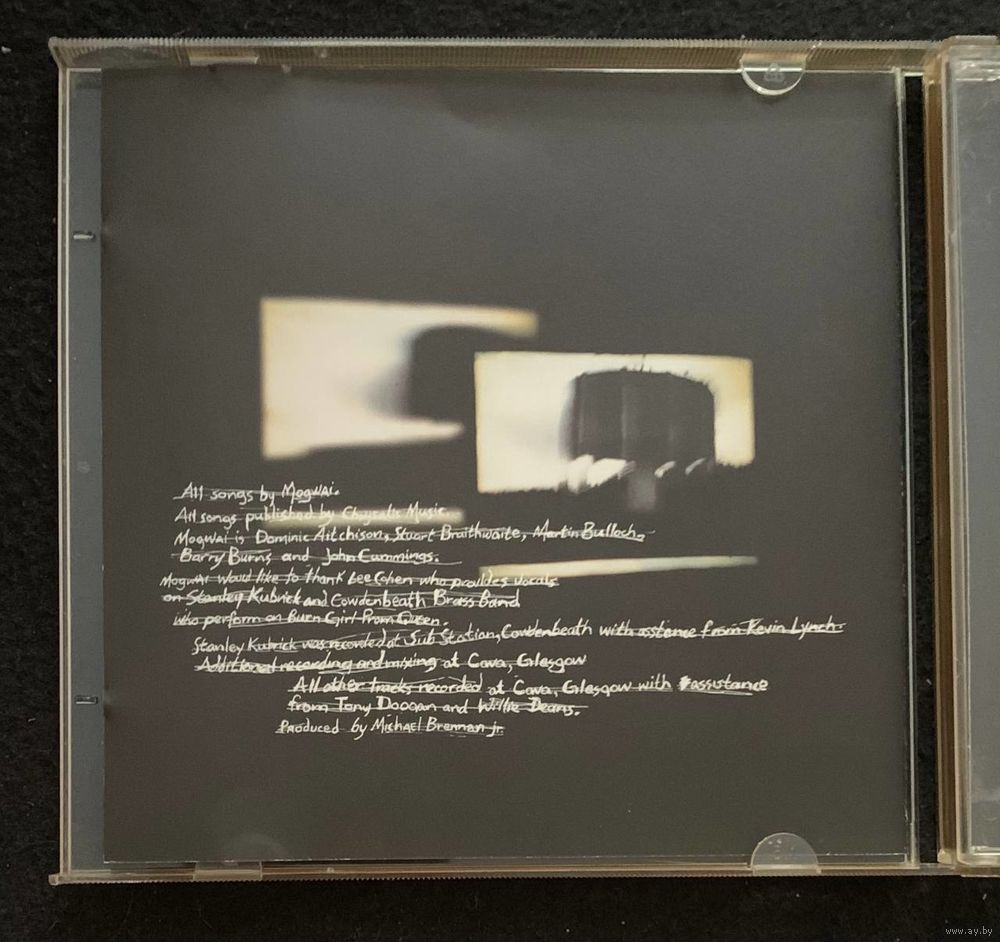 All songs by Mogwai.
All songs published by Chrysalis Music.
Mogwai is Dominic Aitchison, Stuart Braithwaite, Martin Bulloch,
Barry Burns and John Cummings.
Mogwai would like to thank Lee Cohen who provides vocals
on Stanley Kubrick and Cowdenbeath Brass Band
who perform on Burn Girl Prom Queen.
Stanley Kubrick was recorded at Sub Station, Cowdenbeath with asstance from Kevin Lynch.
Additional recording and mixing at Cava, Glasgow
All other tracks recorded at Cava, Glasgow with assistance
from Tony Doogan and Willie Deans.
Produced by Michael Brennan jr.
www.ay.by